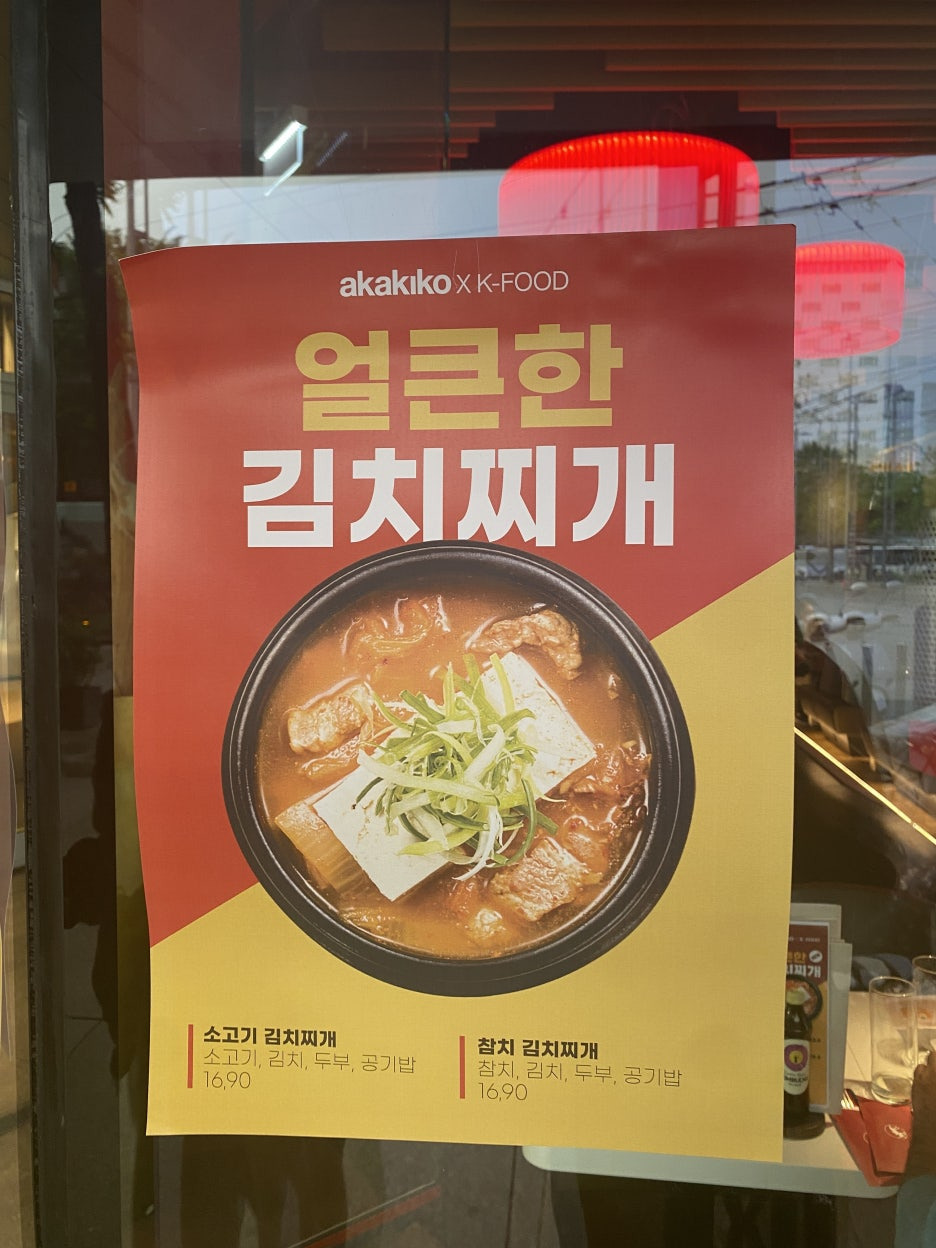 akakiko X K-FOOD
얼큰한
김치찌개
소고기 김치찌개
소고기, 김치, 두부, 공기밥
16,90
참치 김치찌개
참치, 김치, 두부, 공기밥
16,90